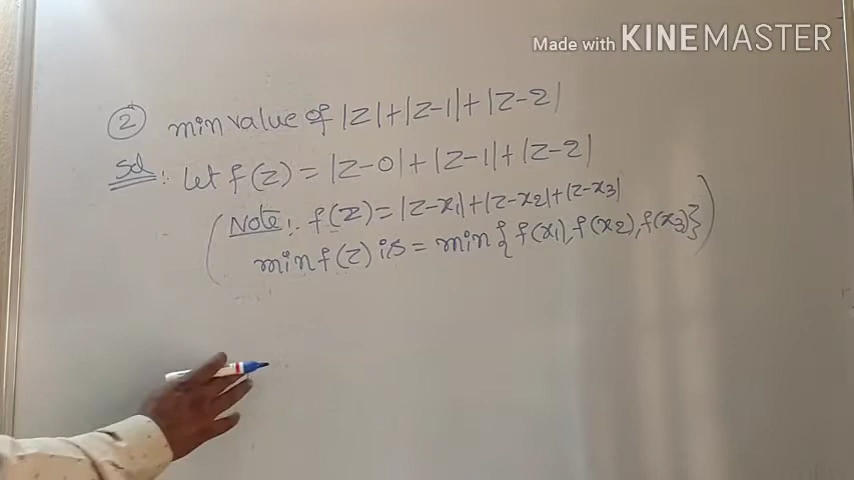 Made with KINEMASTER
② min value of |z|+|z-1|+|z-2|
Sol:. Let f(z) = |z-0|+|z-1|+|z-2|
(Note:. f(z) = |z-x1|+|z-x2|+|z-x3|
min f(z) is = min{f(x1), f(x2), f(x3)})